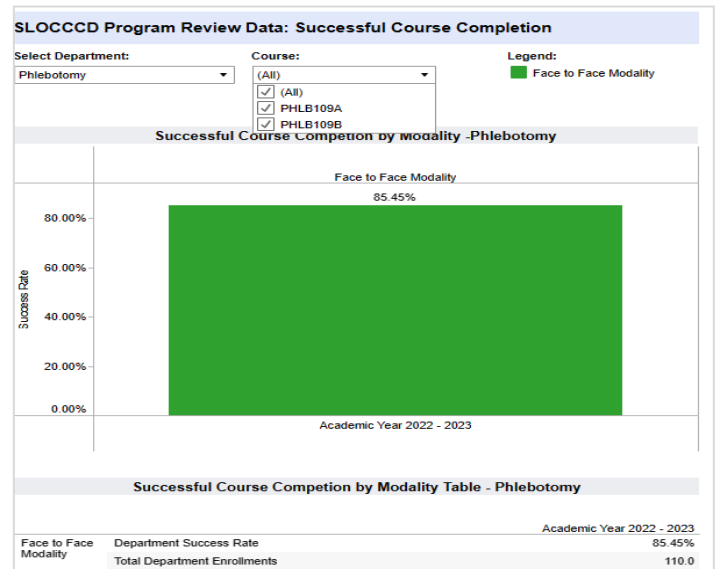 SLOCCCD Program Review Data: Successful Course Completion
Select Department: Course: Legend:
Phlebotomy (All) Face to Face Modality
(All)
PHLB109A
PHLB109B
Successful Course Competion by Modality -Phlebotomy
Face to Face Modality
85.45%
80.00%
60.00%
40.00%
20.00%
0.00%
Success Rate
Academic Year 2022 - 2023
Successful Course Competion by Modality Table - Phlebotomy
Academic Year 2022 - 2023
Face to Face Modality Department Success Rate 85.45%
Total Department Enrollments 110.0